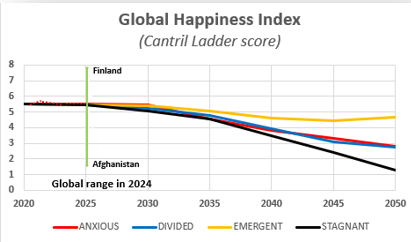 Global Happiness Index
(Cantril Ladder score)
8
Finland
7
6
5
4
3
2
Afghanistan
1
Global range in 2024
0
2020 2025 2030 2035 2040 2045 2050
ANXIOUS DIVIDED EMERGENT STAGNANT